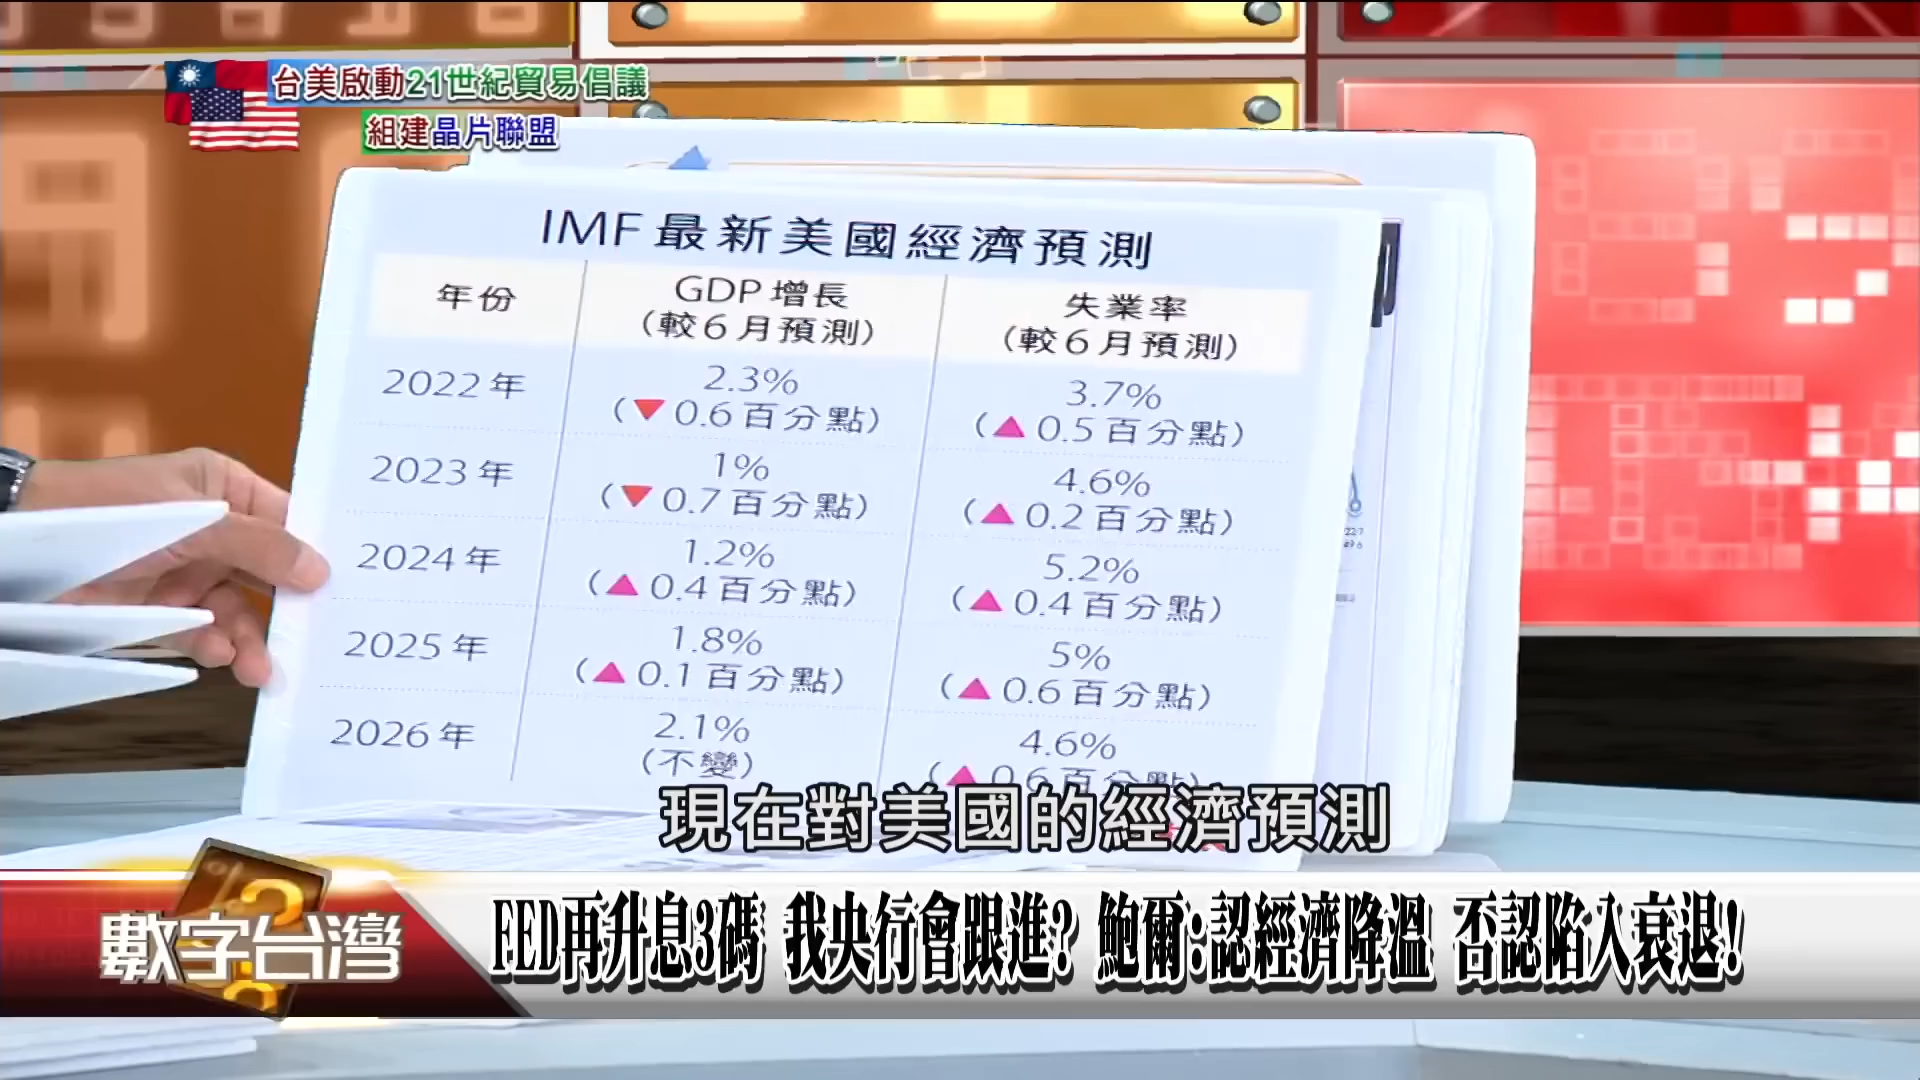 台美啟動21世紀貿易倡議
組建晶片聯盟
IMF最新美國經濟預測
年份
GDP增長
(較6月預測)
失業率
(較6月預測)
2022年
2.3%
(▼0.6百分點)
3.7%
(▲0.5百分點)
2023年
1%
(▼0.7百分點)
4.6%
(▲0.2百分點)
2024年
1.2%
(▲0.4百分點)
5.2%
(▲0.4百分點)
2025年
1.8%
(▲0.1百分點)
5%
(▲0.6百分點)
2026年
2.1%
(不變)
4.6%
(▲0.6百分點)
現在對美國的經濟預測
數字台灣
FED再升息3碼 我央行會跟進? 鮑爾:認經濟降溫 否認陷入衰退!